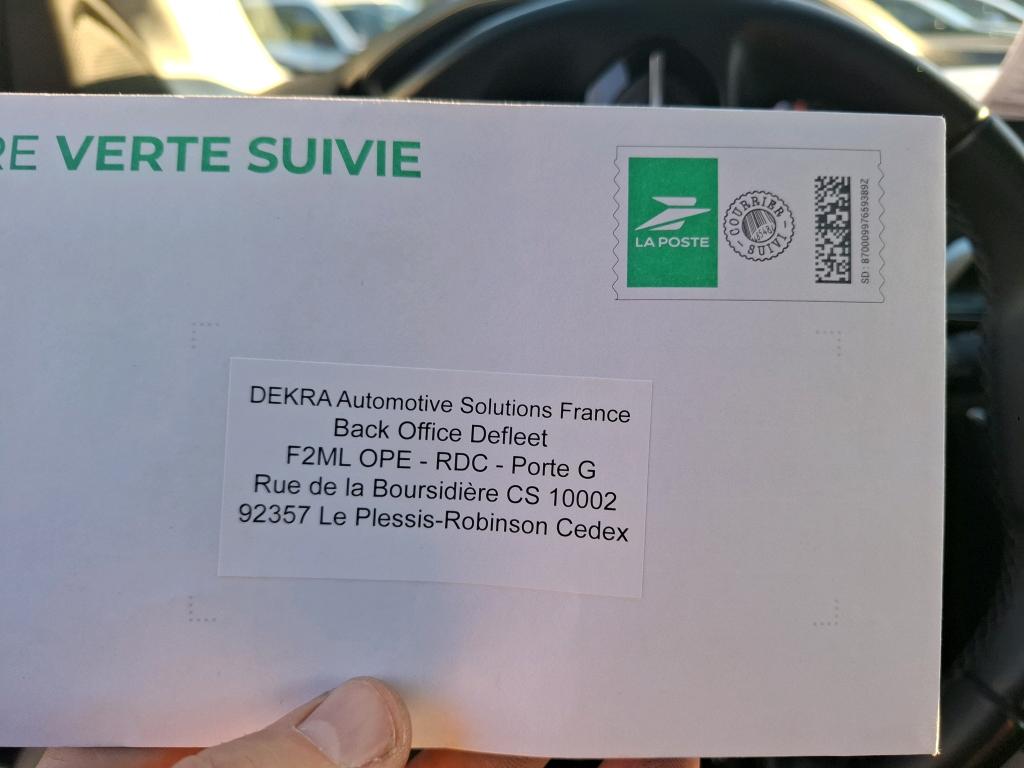 RE VERTE SUIVIE
LA POSTE
COURRIER
SUIVI
SD : 87000997659389Z
DEKRA Automotive Solutions France
Back Office Defleet
F2ML OPE - RDC - Porte G
Rue de la Boursidière CS 10002
92357 Le Plessis-Robinson Cedex